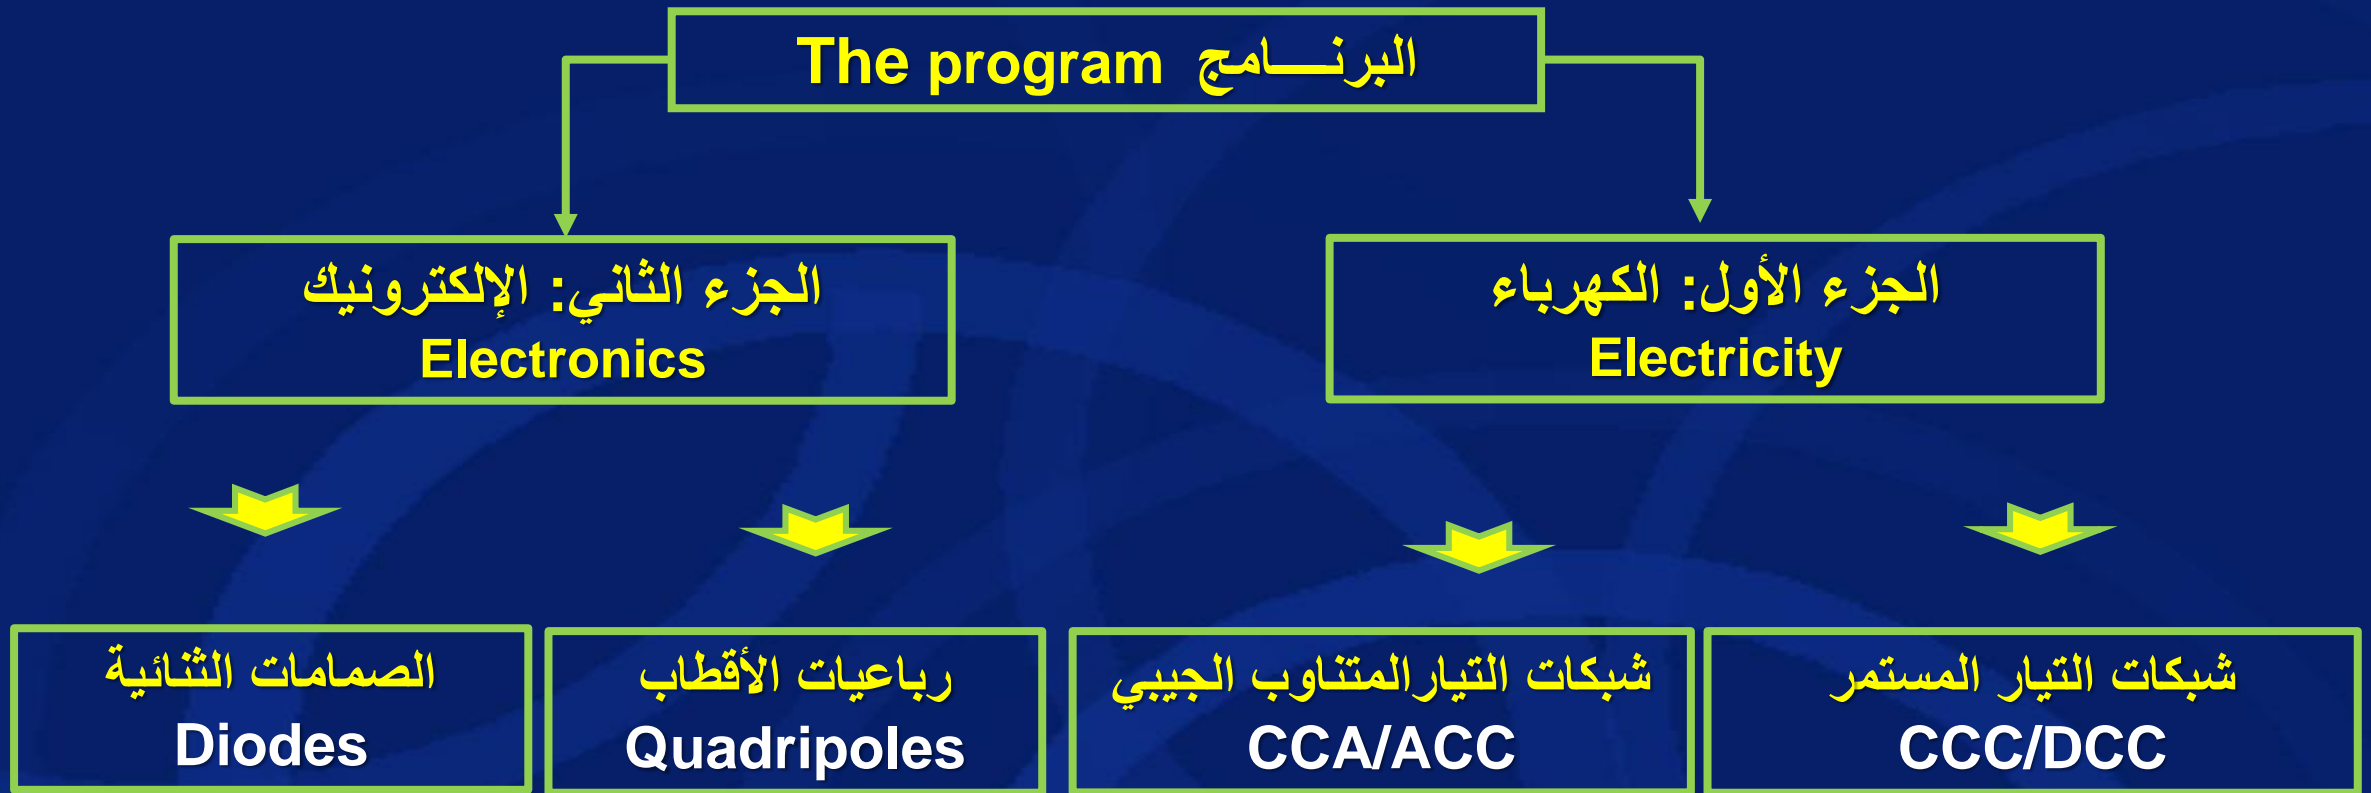 البرنـــــامج The program
الجزء الأول: الكهرباء
Electricity
الجزء الثاني: الإلكترونيك
Electronics
شبكات التيار المستمر
CCC/DCC
شبكات التيارالمتناوب الجيبي
CCA/ACC
رباعيات الأقطاب
Quadripoles
الصمامات الثنائية
Diodes